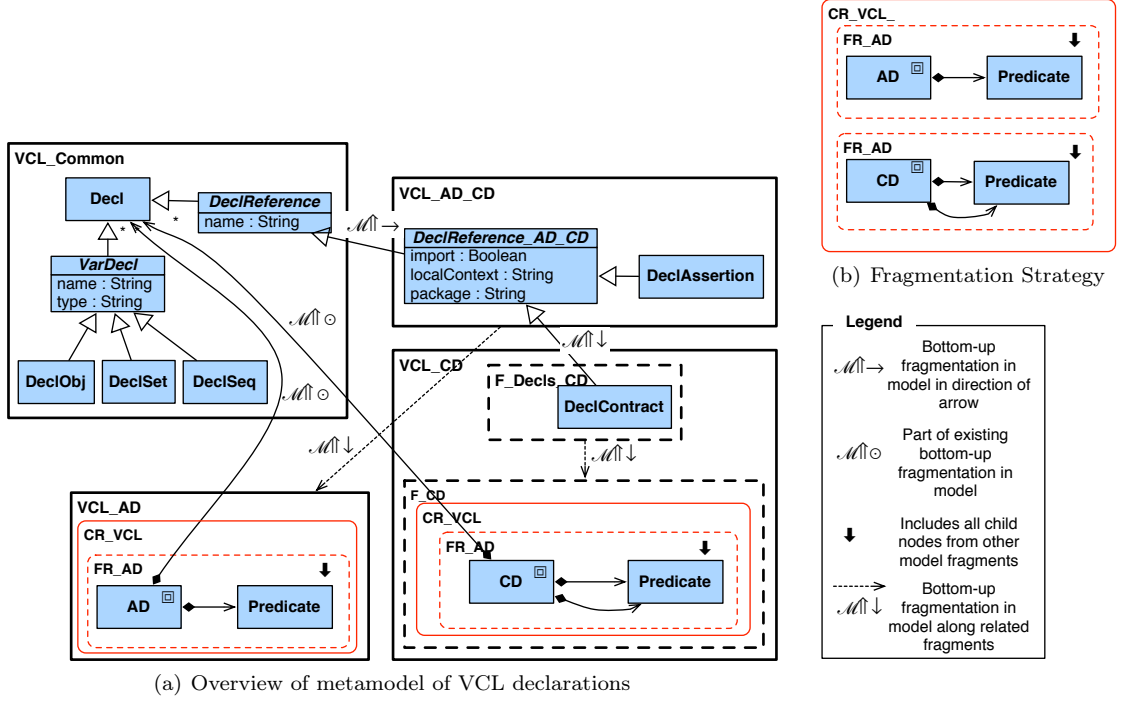 VCL_Common
Decl
DeclReference
name : String
*
*
VarDecl
name : String
type : String
DeclObj
DeclSet
DeclSeq
ℳ⇑→
VCL_AD_CD
DeclReference_AD_CD
import : Boolean
localContext : String
package : String
DeclAssertion
ℳ⇑⊙
ℳ⇑⊙
ℳ⇑↓
ℳ⇑↓
VCL_CD
F_Decls_CD
DeclContract
ℳ⇑↓
F_CD
CR_VCL
FR_AD
CD
Predicate
VCL_AD
CR_VCL
FR_AD
AD
Predicate
(a) Overview of metamodel of VCL declarations
CR_VCL_
FR_AD
AD
Predicate
FR_AD
CD
Predicate
(b) Fragmentation Strategy
Legend
ℳ⇑→
Bottom-up
fragmentation in
model in direction of
arrow
ℳ⇑⊙
Part of existing
bottom-up
fragmentation in
model
Includes all child
nodes from other
model fragments
ℳ⇑↓
Bottom-up
fragmentation in
model along related
fragments